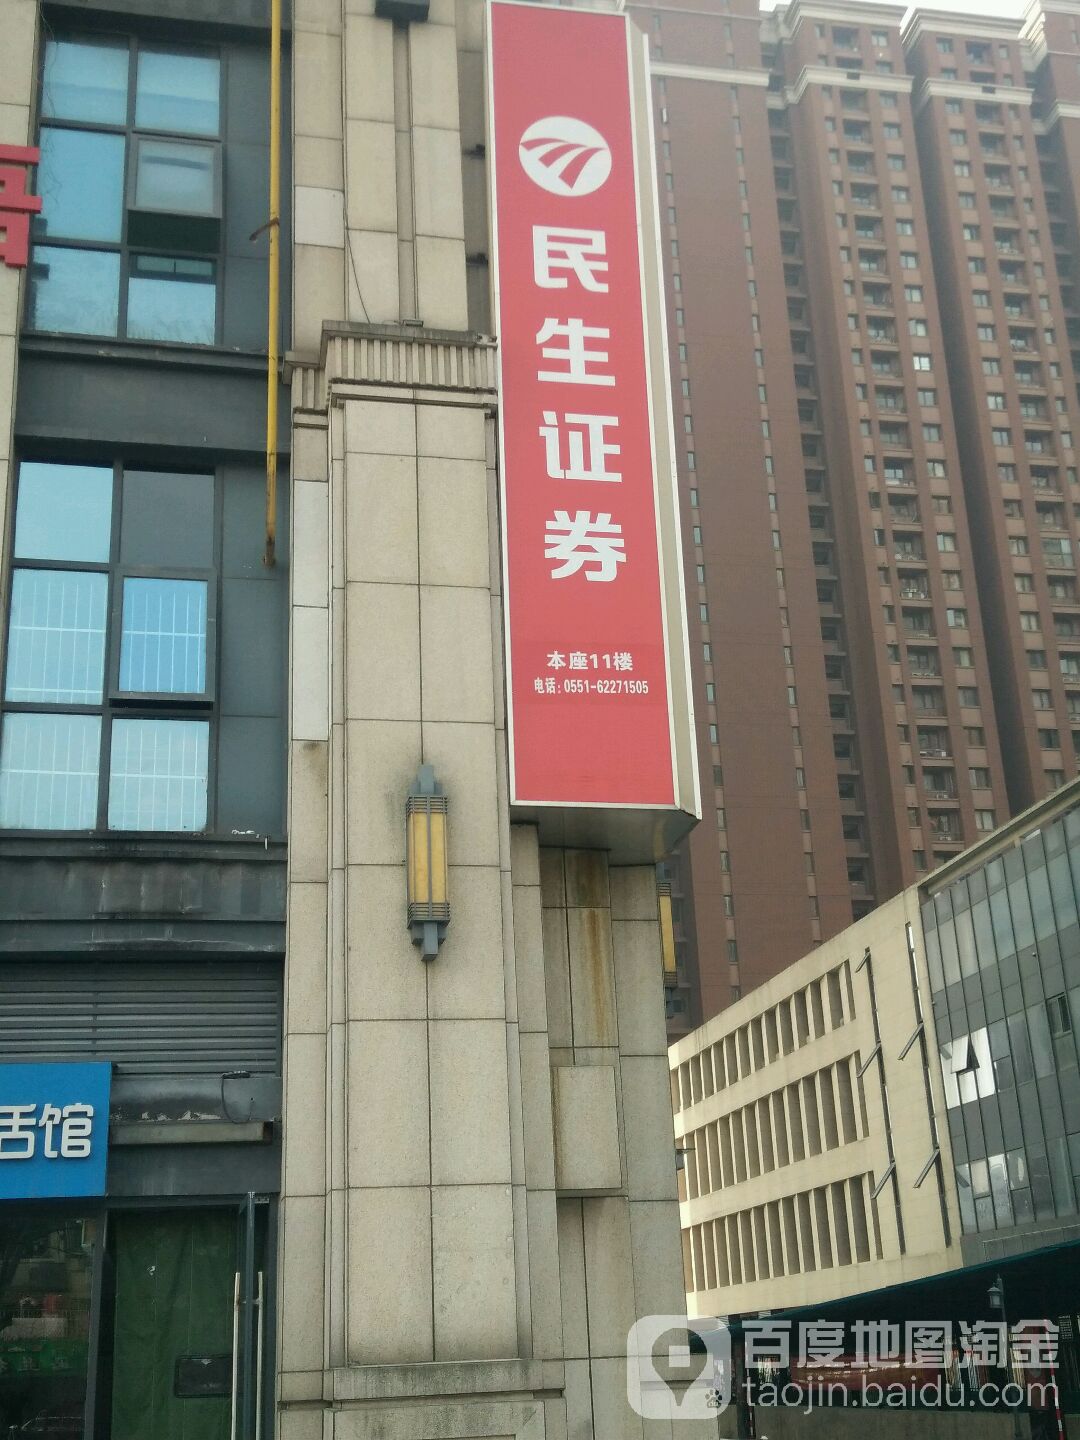 民生证券
本座11楼
电话:0551-62271505
活馆
百度地图淘金
taojin.baidu.com